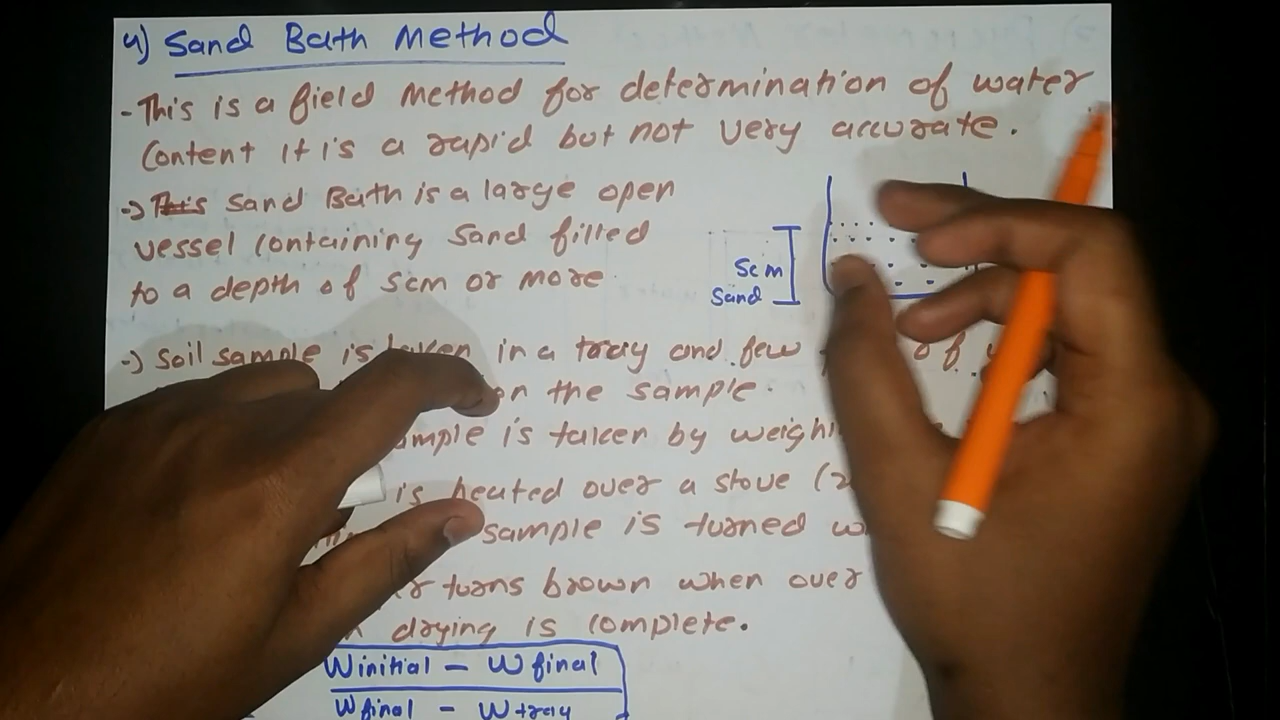 4) Sand Bath Method
- This is a field Method for determination of water
Content it is a rapid but not very accurate.
-> This Sand Bath is a large open
vessel containing sand filled
to a depth of 5cm or more
5cm
Sand
-> Soil sample is taken in a tray and few of
on the sample.
sample is taken by
is heated over a stove
sample is turned
turns brown when over
drying is complete.
Winitial - Wfinal
Wfinal - Wtray